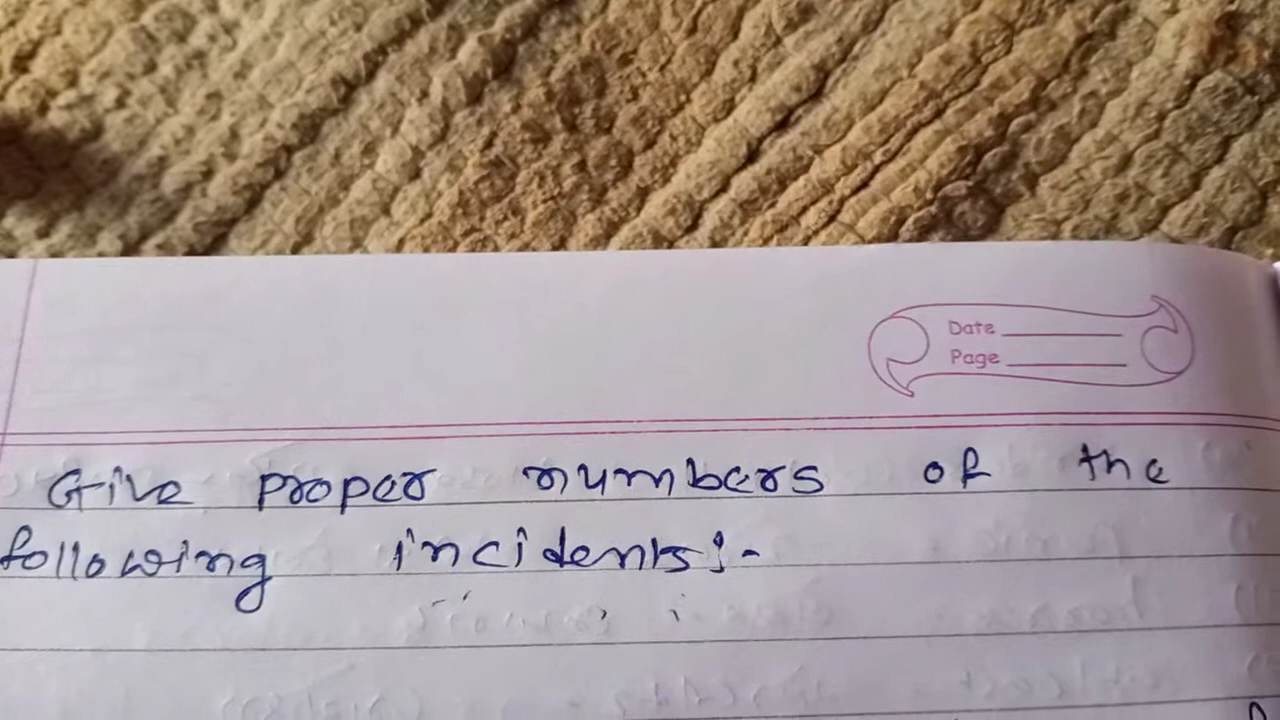 Date
Page
Give proper numbers of the
following incidents:-